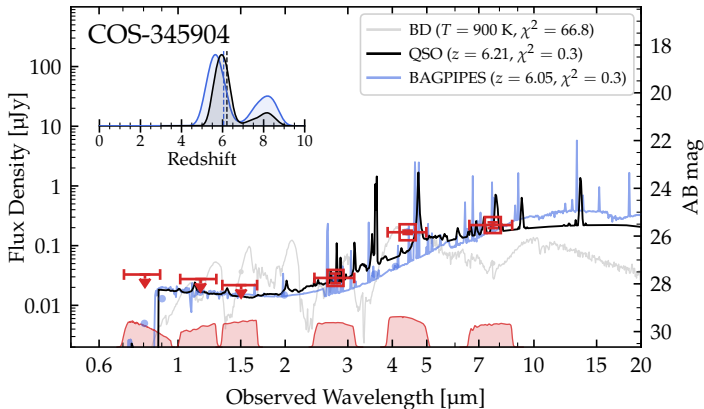 COS-345904
BD (T = 900 K, χ² = 66.8)
QSO (z = 6.21, χ² = 0.3)
BAGPIPES (z = 6.05, χ² = 0.3)
0 2 4 6 8 10
Redshift
100
10
1
0.1
0.01
Flux Density [μJy]
18
20
22
24
26
28
30
AB mag
0.6 1 1.5 2 3 4 5 7 10 15 20
Observed Wavelength [μm]